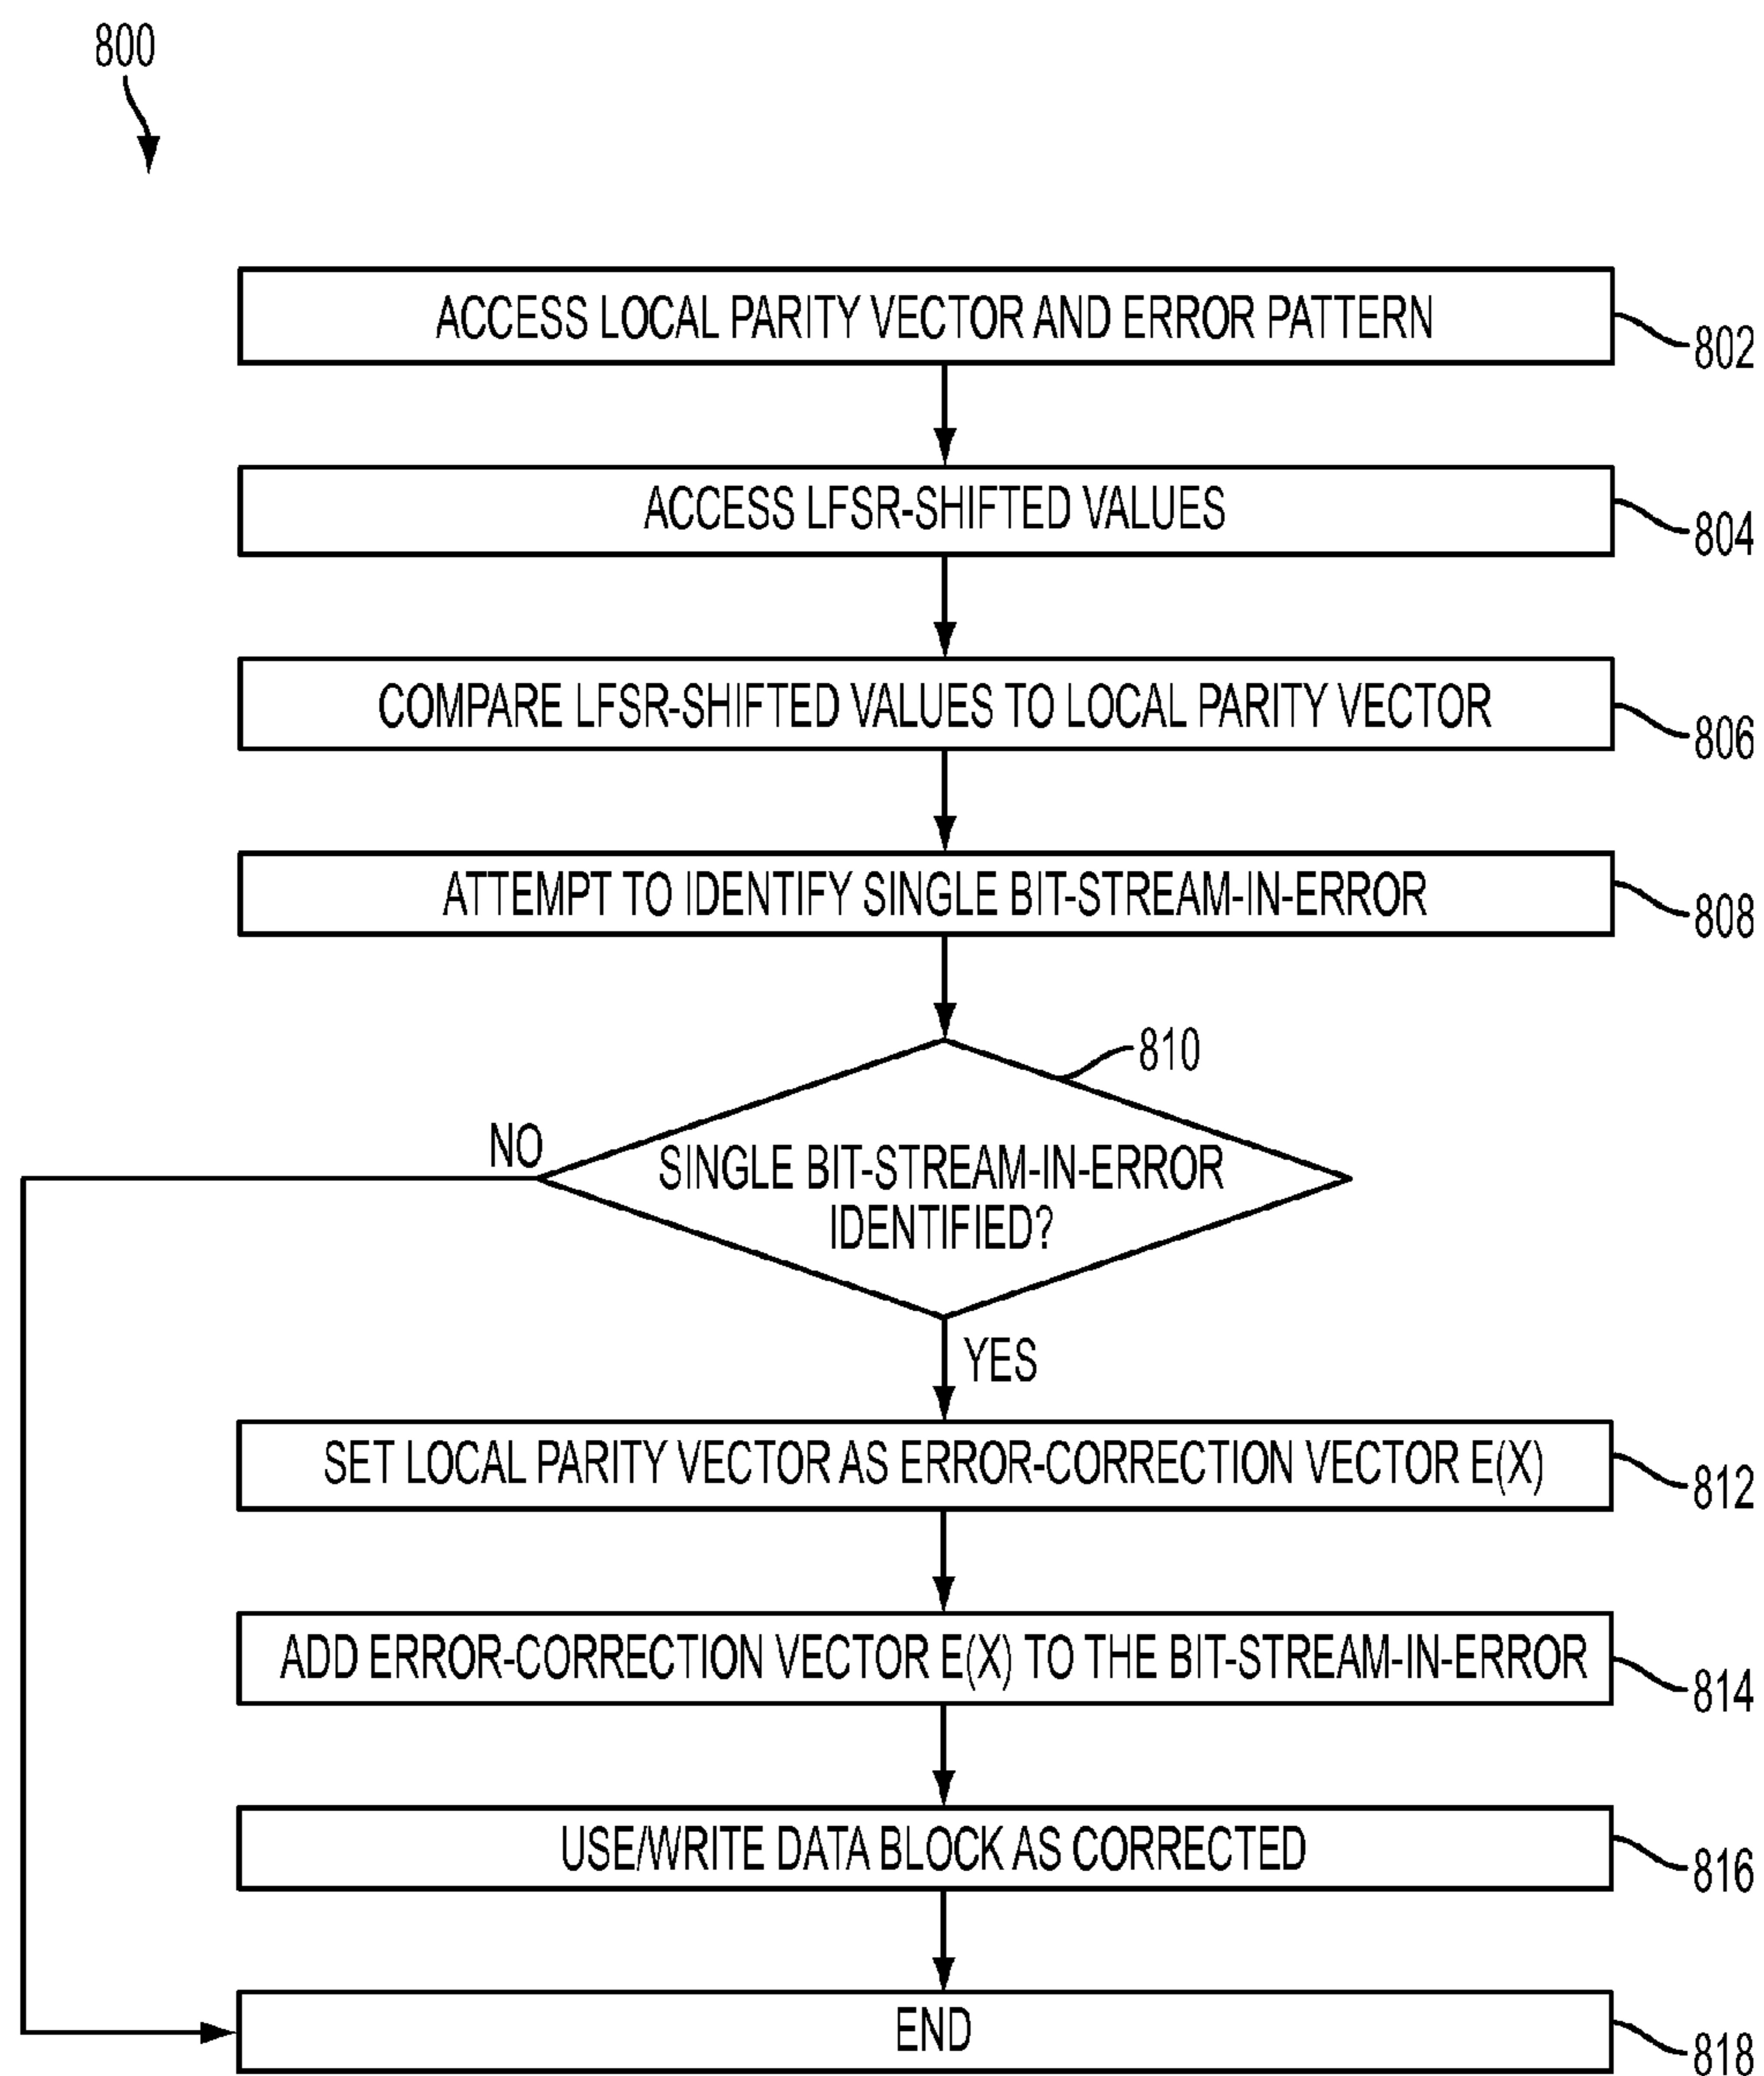 800
ACCESS LOCAL PARITY VECTOR AND ERROR PATTERN
802
ACCESS LFSR-SHIFTED VALUES
804
COMPARE LFSR-SHIFTED VALUES TO LOCAL PARITY VECTOR
806
ATTEMPT TO IDENTIFY SINGLE BIT-STREAM-IN-ERROR
808
810
NO
SINGLE BIT-STREAM-IN-ERROR
IDENTIFIED?
YES
SET LOCAL PARITY VECTOR AS ERROR-CORRECTION VECTOR E(X)
812
ADD ERROR-CORRECTION VECTOR E(X) TO THE BIT-STREAM-IN-ERROR
814
USE/WRITE DATA BLOCK AS CORRECTED
816
END
818